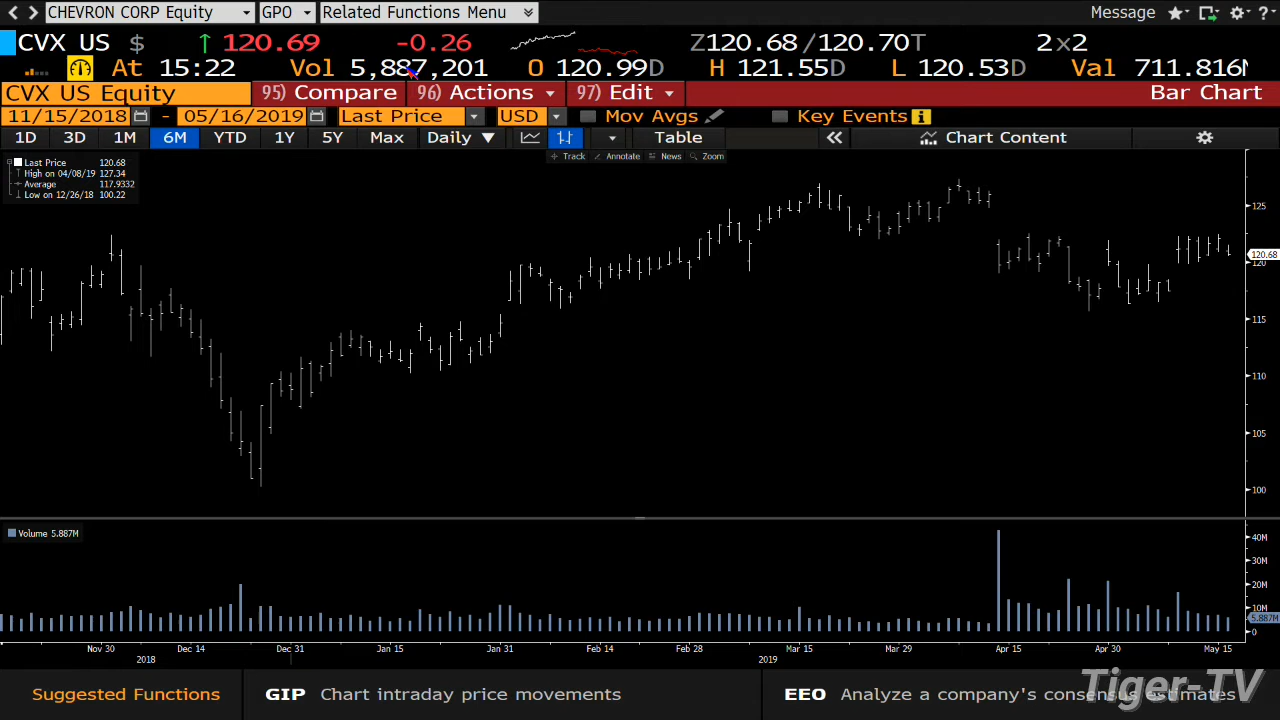 CHEVRON CORP Equity GPO Related Functions Menu Message ?
CVX US $ ↑ 120.69 -0.26 Z120.68/120.70T 2x2
At 15:22 Vol 5,887,201 O 120.99D H 121.55D L 120.53D Val 711.816M
CVX US Equity 95) Compare 96) Actions 97) Edit Bar Chart
11/15/2018 - 05/16/2019 Last Price USD Mov Avgs Key Events i
1D 3D 1M 6M YTD 1Y 5Y Max Daily ▼ Table « Chart Content
Track Annotate News Zoom
Last Price 120.68
High on 04/08/19 127.34
Average 117.9332
Low on 12/26/18 100.22
125
120.68
120
115
110
105
100
Volume 5.887M
40M
30M
20M
10M
5.887M
0
Nov 30 Dec 14 Dec 31 Jan 15 Jan 31 Feb 14 Feb 28 Mar 15 Mar 29 Apr 15 Apr 30 May 15
2018 2019
Suggested Functions GIP Chart intraday price movements EEO Analyze a company's consensus estimates
Tiger-TV